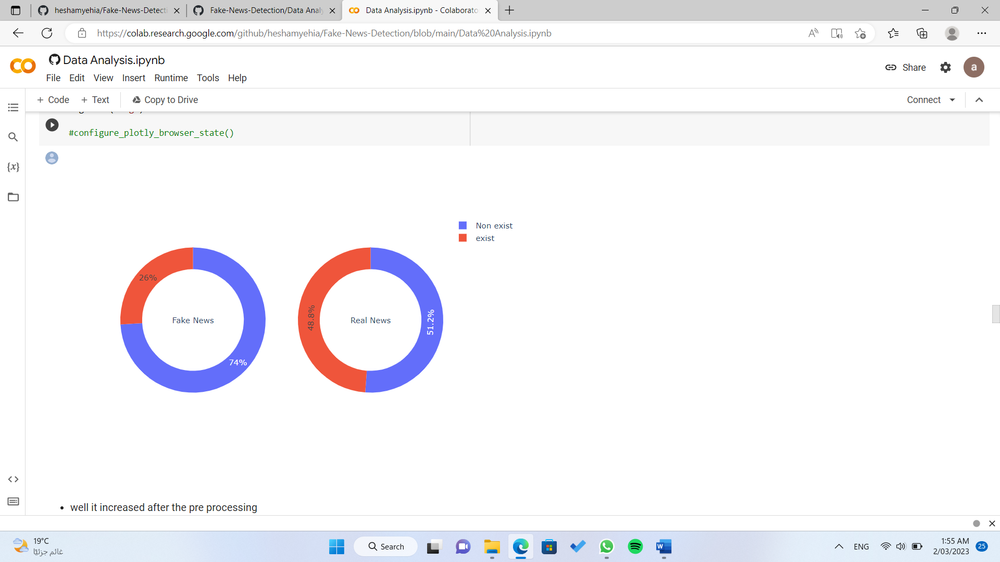 heshamyehia/Fake-News-Detecti
Fake-News-Detection/Data Analy
Data Analysis.ipynb - Colaborato
https://colab.research.google.com/github/heshamyehia/Fake-News-Detection/blob/main/Data%20Analysis.ipynb
Data Analysis.ipynb
File Edit View Insert Runtime Tools Help
Share
a
+ Code + Text Copy to Drive
Connect
#configure_plotly_browser_state()
{x}
Non exist
exist
26%
Fake News
74%
48.8%
Real News
51.2%
• well it increased after the pre processing
19°C
غائم جزئيًا
Search
ENG
1:55 AM
2/03/2023
25